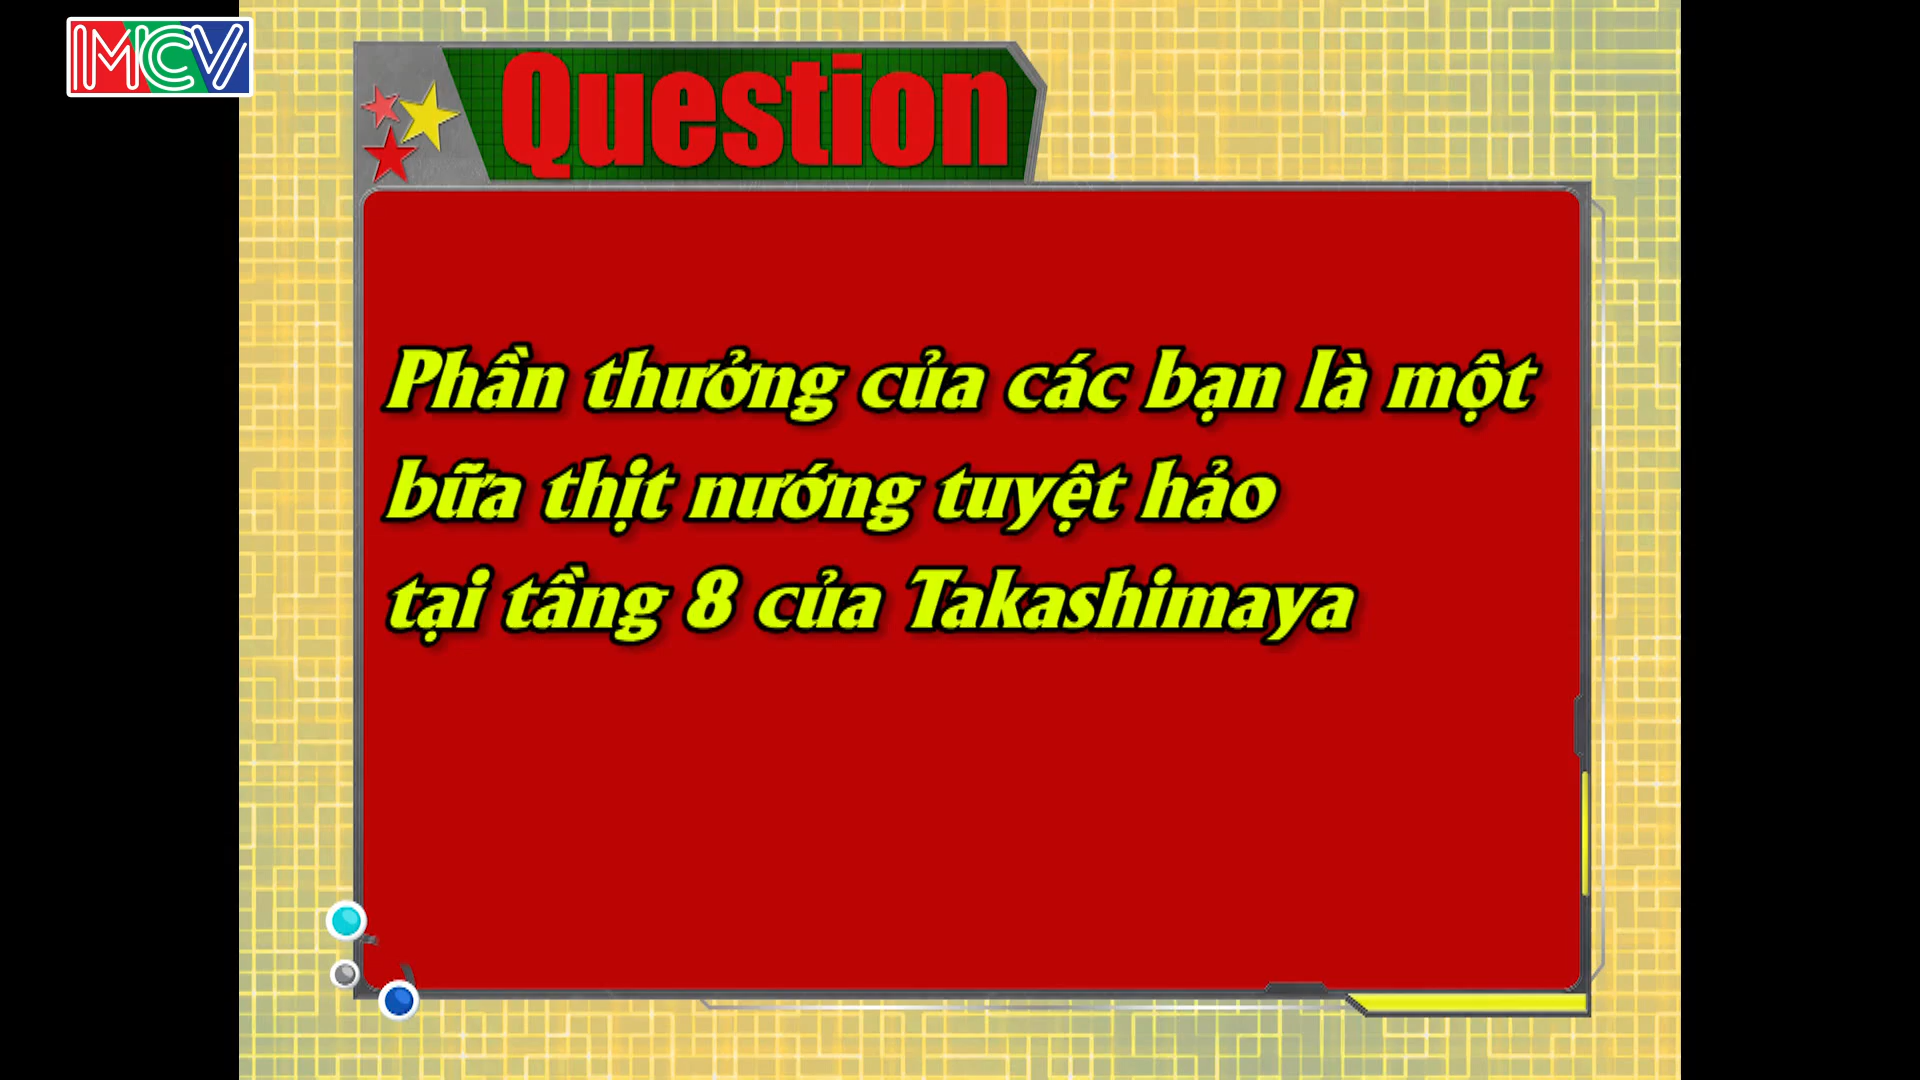 MCV
Question
Phần thưởng của các bạn là một
bữa thịt nướng tuyệt hảo
tại tầng 8 của Takashimaya